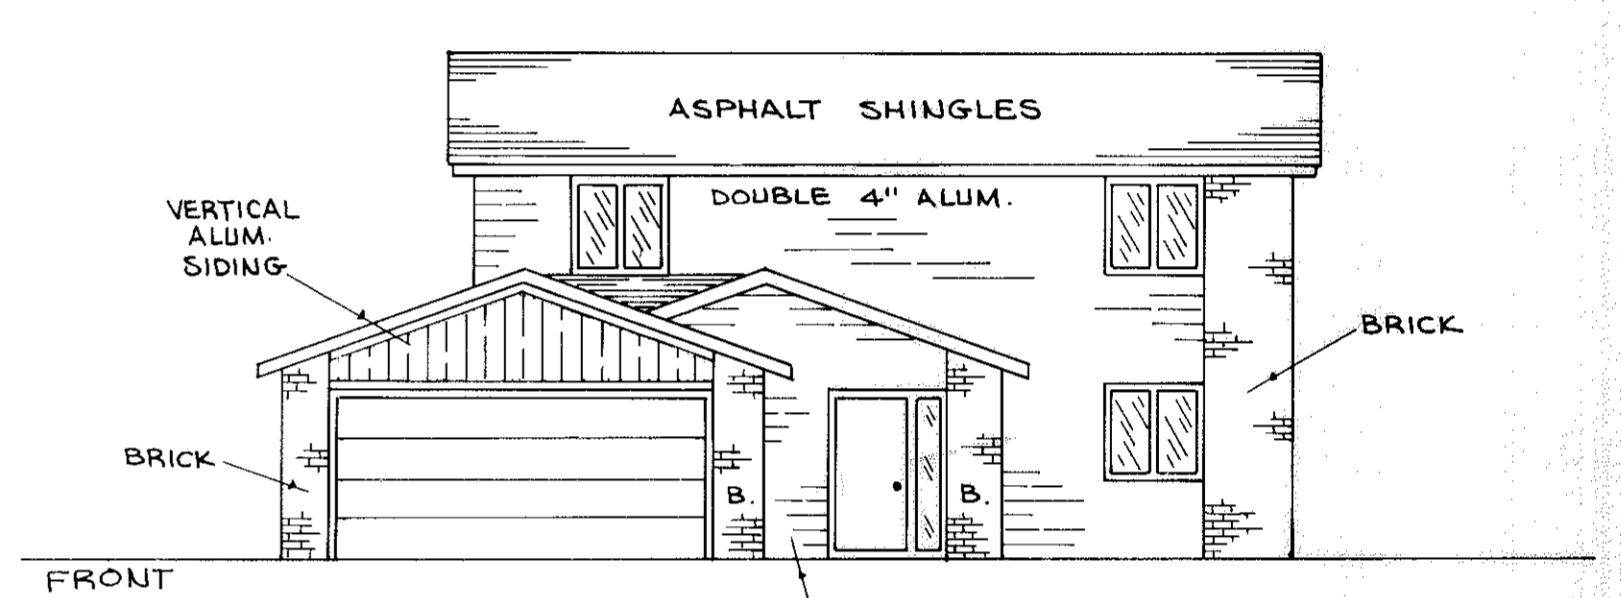 ASPHALT SHINGLES
DOUBLE 4" ALUM.
VERTICAL
ALUM.
SIDING
BRICK
BRICK
B.
B.
FRONT